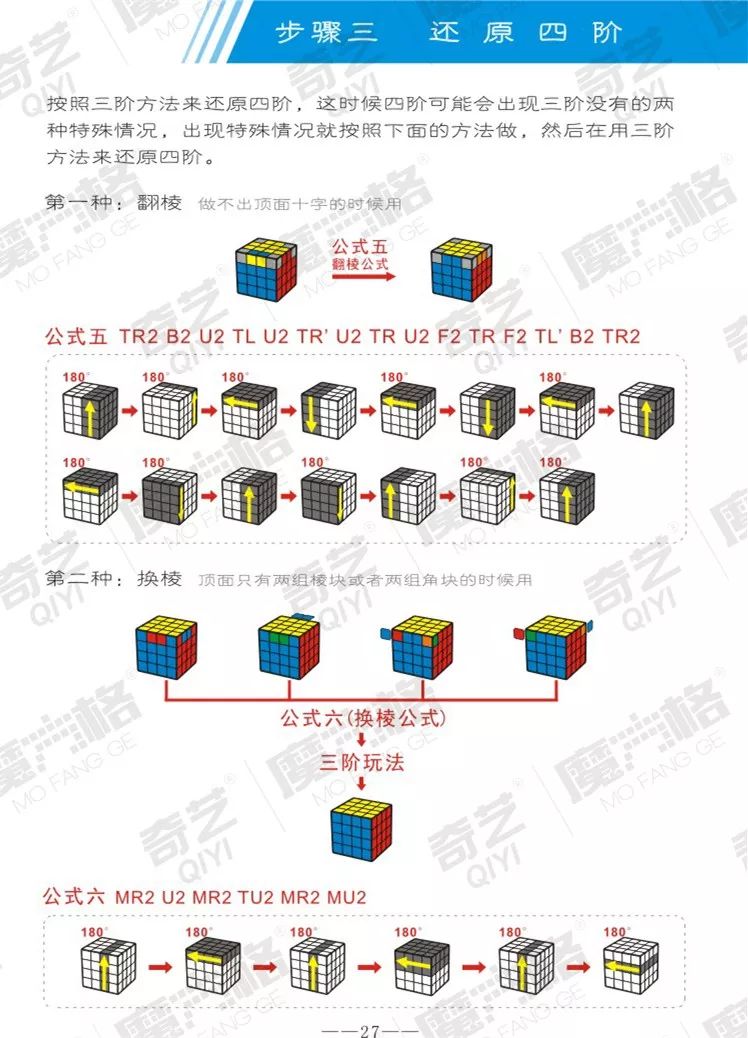 步骤三 还原四阶
按照三阶方法来还原四阶，这时候四阶可能会出现三阶没有的两
种特殊情况，出现特殊情况就按照下面的方法做，然后在用三阶
方法来还原四阶。
第一种：翻棱 做不出顶面十字的时候用
公式五
翻棱公式
公式五 TR2 B2 U2 TL U2 TR' U2 TR U2 F2 TR F2 TL' B2 TR2
180° 180° 180° 180° 180°
180° 180° 180° 180° 180°
第二种：换棱 顶面只有两组棱块或者两组角块的时候用
公式六(换棱公式)
三阶玩法
公式六 MR2 U2 MR2 TU2 MR2 MU2
180° 180° 180° 180° 180° 180°
——27——
奇艺®
QIYI
魔方格®
MO FANG GE